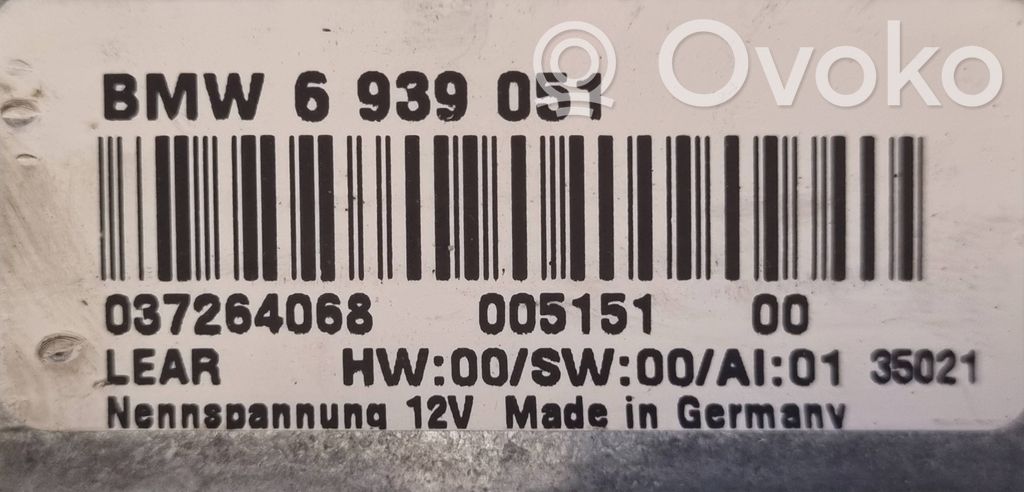 Ovoko
BMW 6 939 051
037264068 005151 00
LEAR HW:00/SW:00/AI:01 35021
Nennspannung 12V Made in Germany